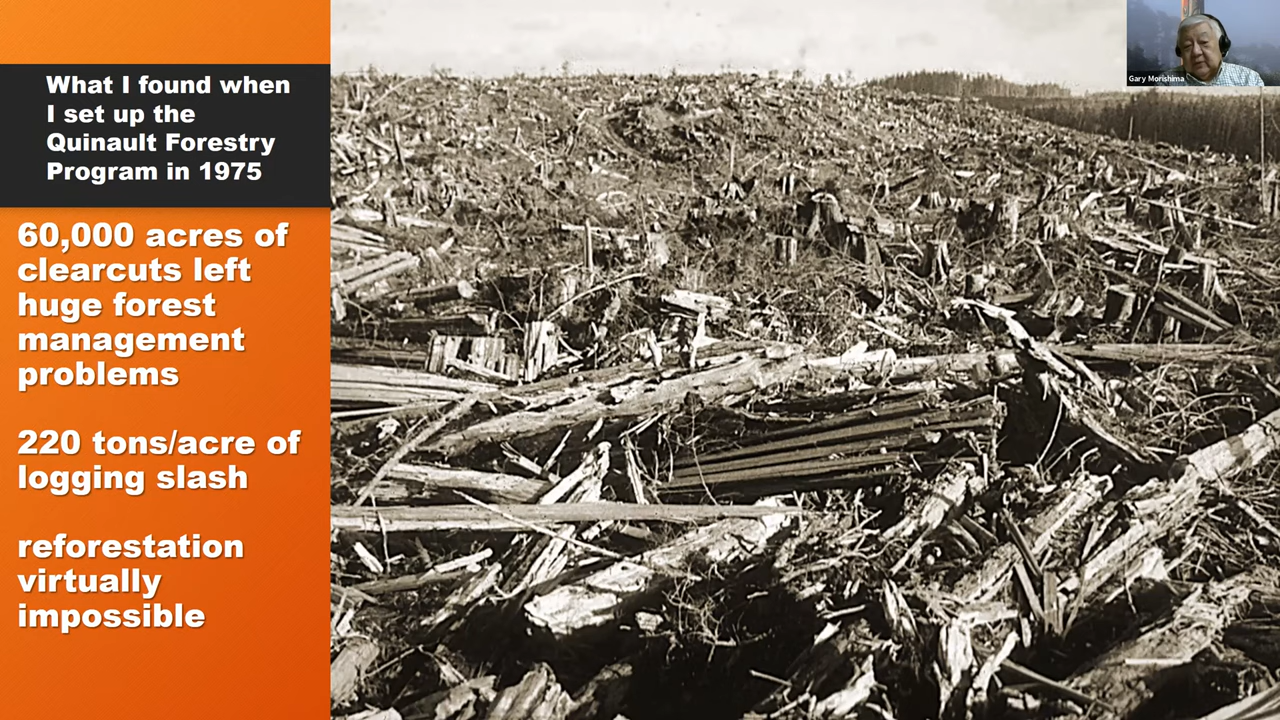 What I found when
I set up the
Quinault Forestry
Program in 1975
60,000 acres of
clearcuts left
huge forest
management
problems
220 tons/acre of
logging slash
reforestation
virtually
impossible
Gary Morishima